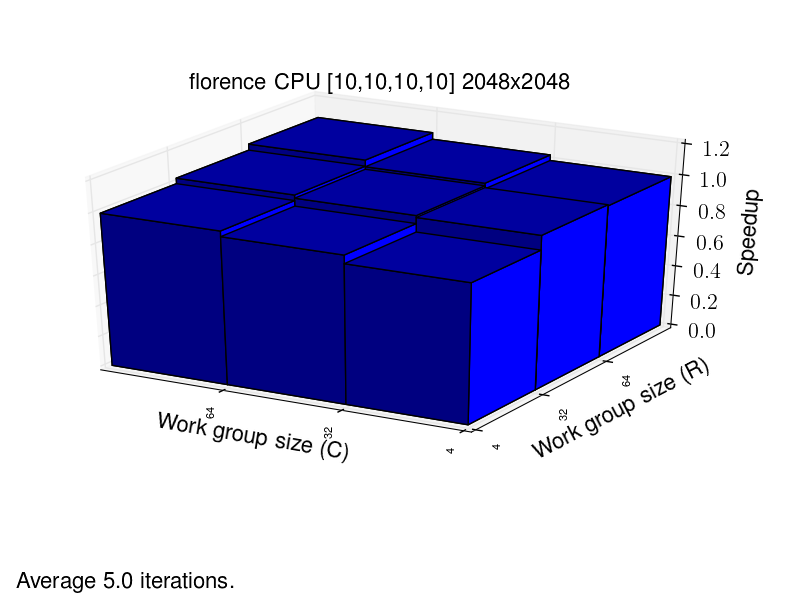 florence CPU [10,10,10,10] 2048x2048
1.2
1.0
0.8
0.6
0.4
0.2
0.0
Speedup
64
32
4
Work group size (C)
4
32
64
Work group size (R)
Average 5.0 iterations.